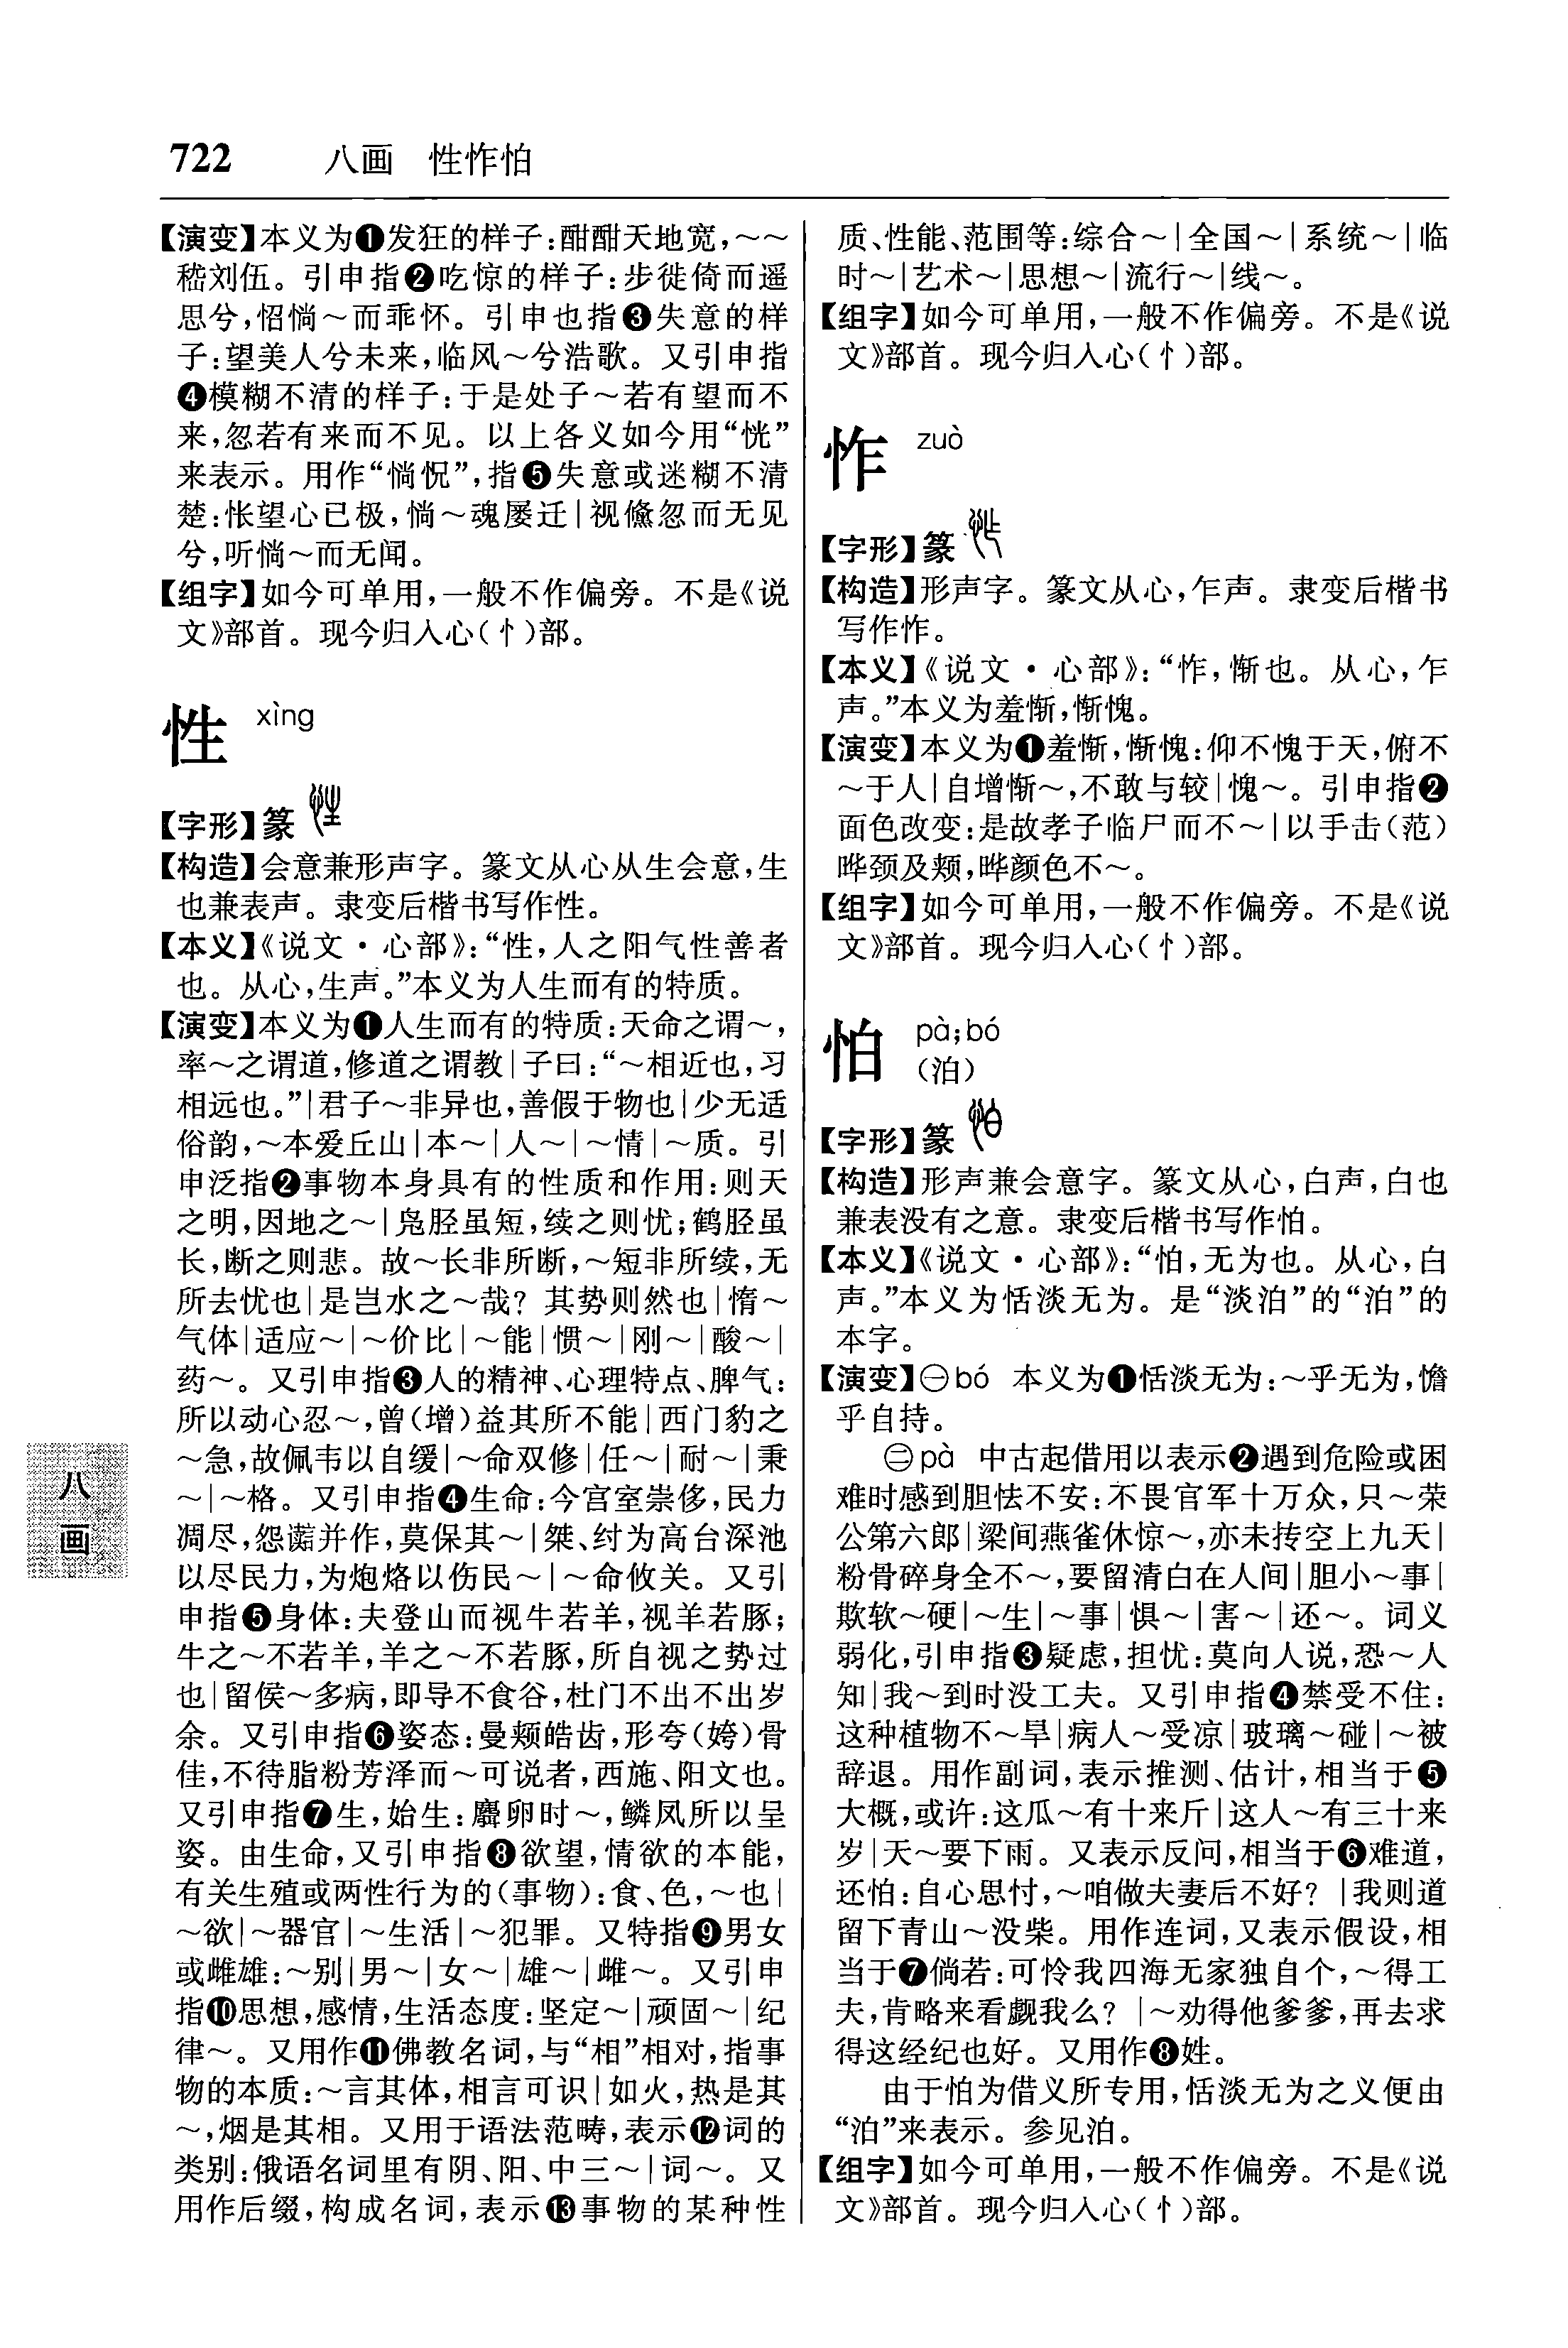 722 八画 性怍怕
【演变】本义为❶发狂的样子:酣酣天地宽,～～
嵇刘伍。引申指❷吃惊的样子:步徙倚而遥
思兮,怊惝～而乖怀。引申也指❸失意的样
子:望美人兮未来,临风～兮浩歌。又引申指
❹模糊不清的样子:于是处子～若有望而不
来,忽若有来而不见。以上各义如今用“恍”
来表示。用作“惝怳”,指❺失意或迷糊不清
楚:怅望心已极,惝～魂屡迁|视儵忽而无见
兮,听惝～而无闻。
【组字】如今可单用,一般不作偏旁。不是《说
文》部首。现今归入心(忄)部。
性 xìng
【字形】篆
【构造】会意兼形声字。篆文从心从生会意,生
也兼表声。隶变后楷书写作性。
【本义】《说文·心部》:“性,人之阳气性善者
也。从心,生声。”本义为人生而有的特质。
【演变】本义为❶人生而有的特质:天命之谓～,
率～之谓道,修道之谓教|子曰:“～相近也,习
相远也。”|君子～非异也,善假于物也|少无适
俗韵,～本爱丘山|本～|人～|～情|～质。引
申泛指❷事物本身具有的性质和作用:则天
之明,因地之～|凫胫虽短,续之则忧;鹤胫虽
长,断之则悲。故～长非所断,～短非所续,无
所去忧也|是岂水之～哉?其势则然也|惰～
气体|适应～|～价比|～能|惯～|刚～|酸～|
药～。又引申指❸人的精神、心理特点、脾气:
所以动心忍～,曾(增)益其所不能|西门豹之
～急,故佩韦以自缓|～命双修|任～|耐～|秉
～|～格。又引申指❹生命:今宫室崇侈,民力
凋尽,怨讟并作,莫保其～|桀、纣为高台深池
以尽民力,为炮烙以伤民～|～命攸关。又引
申指❺身体:夫登山而视牛若羊,视羊若豚;
牛之～不若羊,羊之～不若豚,所自视之势过
也|留侯～多病,即导不食谷,杜门不出不出岁
余。又引申指❻姿态:曼颊皓齿,形夸(姱)骨
佳,不待脂粉芳泽而～可说者,西施、阳文也。
又引申指❼生,始生:麛卵时～,鳞凤所以呈
姿。由生命,又引申指❽欲望,情欲的本能,
有关生殖或两性行为的(事物):食、色,～也|
～欲|～器官|～生活|～犯罪。又特指❾男女
或雌雄:～别|男～|女～|雄～|雌～。又引申
指❿思想,感情,生活态度:坚定～|顽固～|纪
律～。又用作⓫佛教名词,与“相”相对,指事
物的本质:～言其体,相言可识|如火,热是其
～,烟是其相。又用于语法范畴,表示⓬词的
类别:俄语名词里有阴、阳、中三～|词～。又
用作后缀,构成名词,表示⓭事物的某种性
质、性能、范围等:综合～|全国～|系统～|临
时～|艺术～|思想～|流行～|线～。
【组字】如今可单用,一般不作偏旁。不是《说
文》部首。现今归入心(忄)部。
怍 zuò
【字形】篆
【构造】形声字。篆文从心,乍声。隶变后楷书
写作怍。
【本义】《说文·心部》:“怍,惭也。从心,乍
声。”本义为羞惭,惭愧。
【演变】本义为❶羞惭,惭愧:仰不愧于天,俯不
～于人|自增惭～,不敢与较|愧～。引申指❷
面色改变:是故孝子临尸而不～|以手击(范)
晔颈及颊,晔颜色不～。
【组字】如今可单用,一般不作偏旁。不是《说
文》部首。现今归入心(忄)部。
怕 pà;bó
(泊)
【字形】篆
【构造】形声兼会意字。篆文从心,白声,白也
兼表没有之意。隶变后楷书写作怕。
【本义】《说文·心部》:“怕,无为也。从心,白
声。”本义为恬淡无为。是“淡泊”的“泊”的
本字。
【演变】㊀bó 本义为❶恬淡无为:～乎无为,憺
乎自持。
㊁pà 中古起借用以表示❷遇到危险或困
难时感到胆怯不安:不畏官军十万众,只～荣
公第六郎|梁间燕雀休惊～,亦未抟空上九天|
粉骨碎身全不～,要留清白在人间|胆小～事|
欺软～硬|～生|～事|惧～|害～|还～。词义
弱化,引申指❸疑虑,担忧:莫向人说,恐～人
知|我～到时没工夫。又引申指❹禁受不住:
这种植物不～旱|病人～受凉|玻璃～碰|～被
辞退。用作副词,表示推测、估计,相当于❺
大概,或许:这瓜～有十来斤|这人～有三十来
岁|天～要下雨。又表示反问,相当于❻难道,
还怕:自心思忖,～咱做夫妻后不好?|我则道
留下青山～没柴。用作连词,又表示假设,相
当于❼倘若:可怜我四海无家独自个,～得工
夫,肯略来看觑我么?|～劝得他爹爹,再去求
得这经纪也好。又用作❽姓。
由于怕为借义所专用,恬淡无为之义便由
“泊”来表示。参见泊。
【组字】如今可单用,一般不作偏旁。不是《说
文》部首。现今归入心(忄)部。
八
画